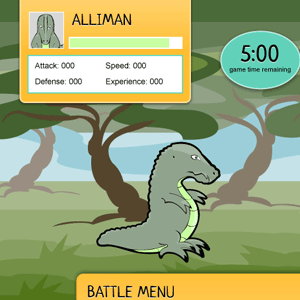 ALLIMAN
Attack: 000 Speed: 000
Defense: 000 Experience: 000
5:00
game time remaining
BATTLE MENU